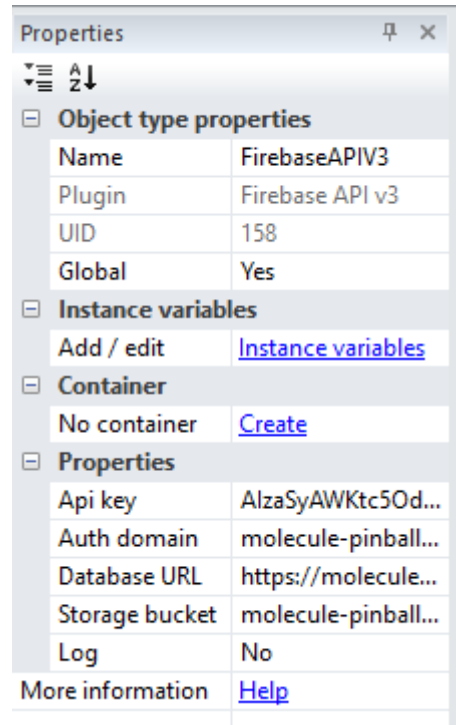 Properties
Object type properties
Name FirebaseAPIV3
Plugin Firebase API v3
UID 158
Global Yes
Instance variables
Add / edit Instance variables
Container
No container Create
Properties
Api key AlzaSyAWKtc5Od...
Auth domain molecule-pinball...
Database URL https://molecule...
Storage bucket molecule-pinball...
Log No
More information Help